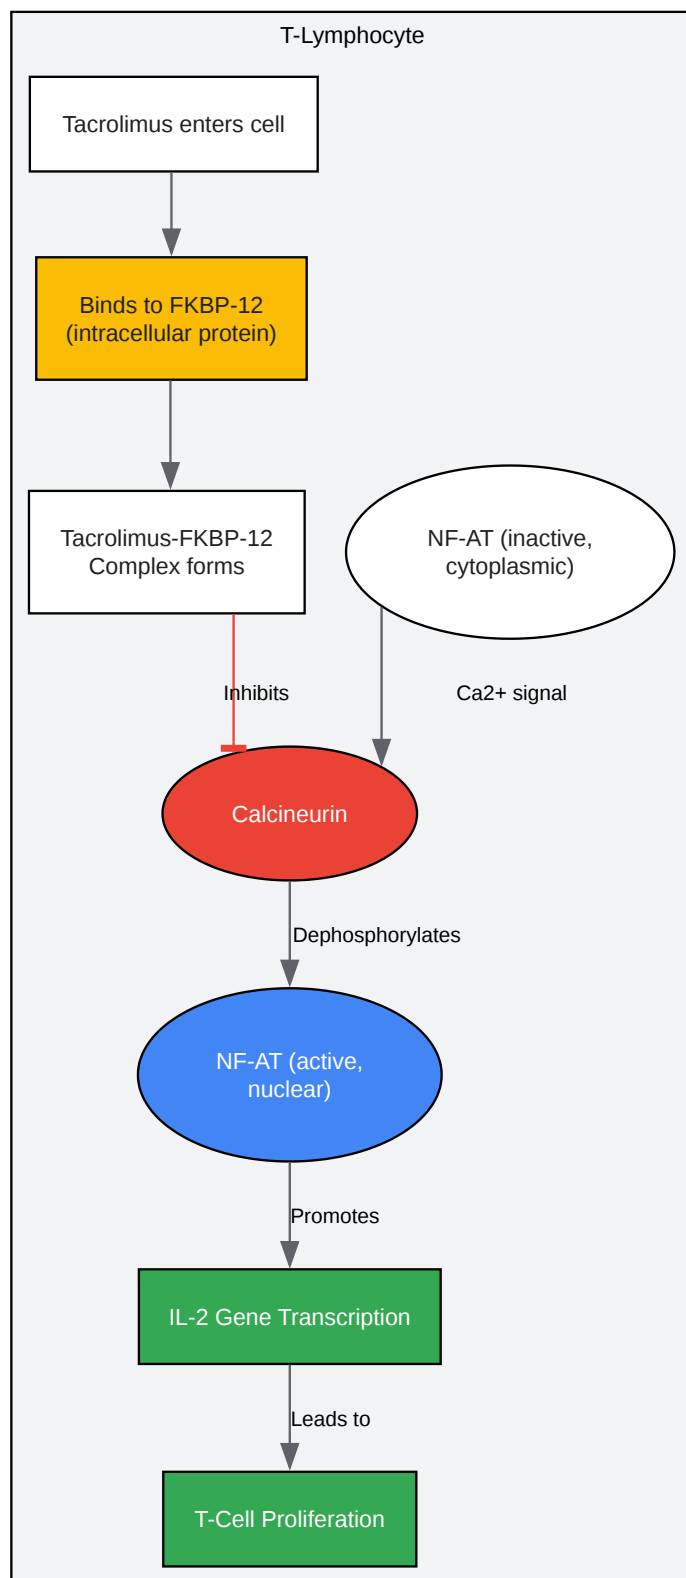 T-Lymphocyte
Tacrolimus enters cell
Binds to FKBP-12
(intracellular protein)
Tacrolimus-FKBP-12
Complex forms
NF-AT (inactive,
cytoplasmic)
Inhibits
Ca2+ signal
Calcineurin
Dephosphorylates
NF-AT (active,
nuclear)
Promotes
IL-2 Gene Transcription
Leads to
T-Cell Proliferation